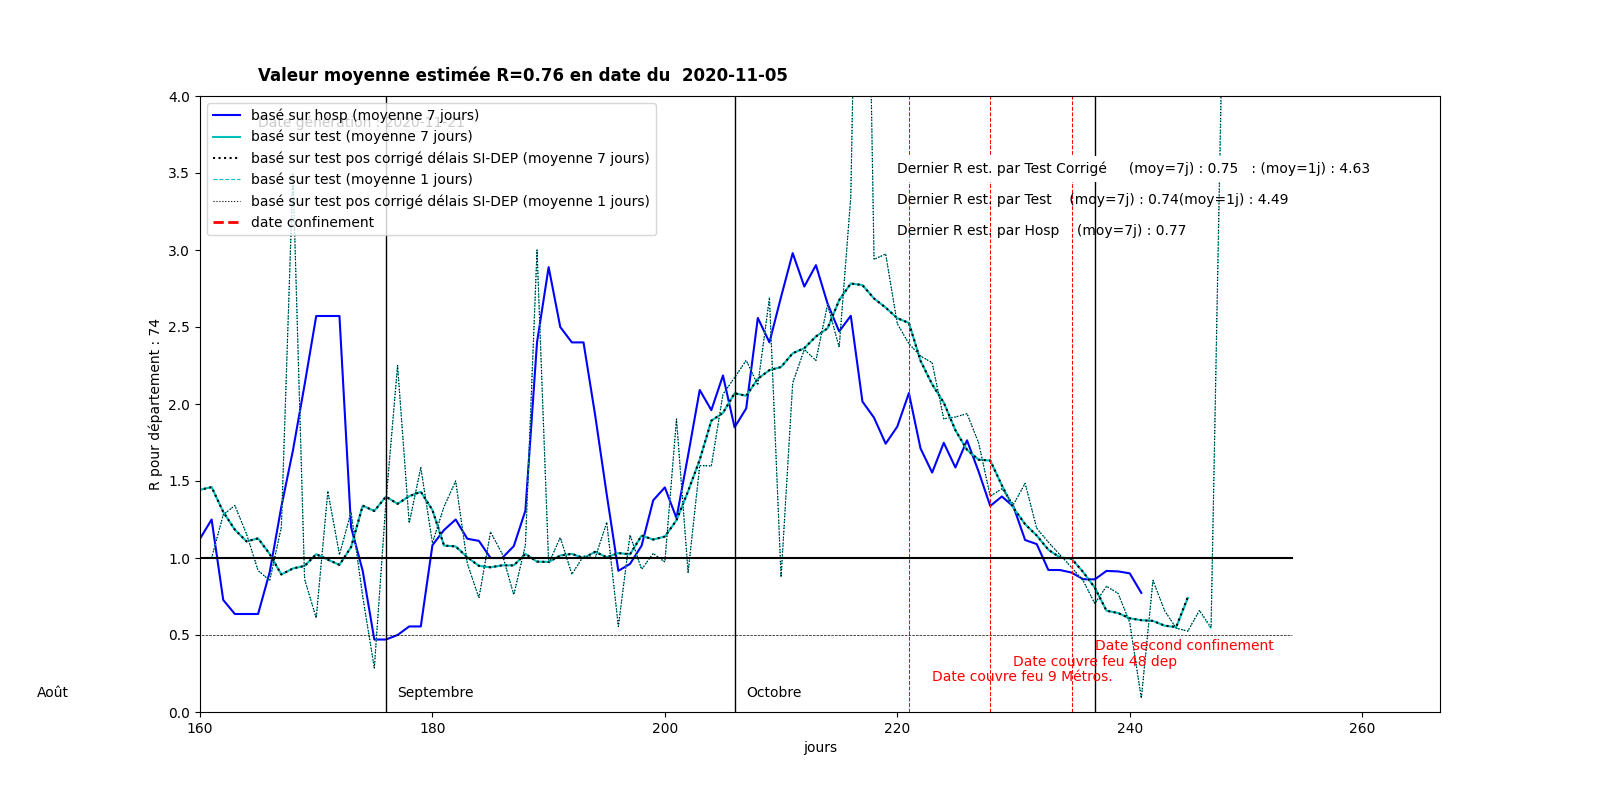 Valeur moyenne estimée R=0.76 en date du  2020-11-05
Date génération : 2020-11-21
basé sur hosp (moyenne 7 jours)
basé sur test (moyenne 7 jours)
basé sur test pos corrigé délais SI-DEP (moyenne 7 jours)
basé sur test (moyenne 1 jours)
basé sur test pos corrigé délais SI-DEP (moyenne 1 jours)
date confinement
Dernier R est. par Test Corrigé     (moy=7j) : 0.75   : (moy=1j) : 4.63
Dernier R est. par Test    (moy=7j) : 0.74(moy=1j) : 4.49
Dernier R est. par Hosp    (moy=7j) : 0.77
R pour département : 74
4.0
3.5
3.0
2.5
2.0
1.5
1.0
0.5
0.0
Date second confinement
Date couvre feu 48 dep
Date couvre feu 9 Métros.
Août
Septembre
Octobre
160
180
200
220
240
260
jours